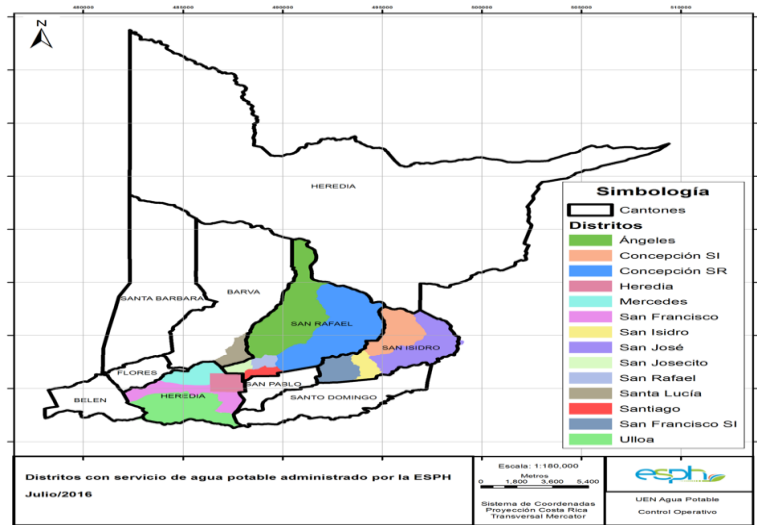 480000 485000 490000 495000 500000 505000 510000
N
HEREDIA
SANTA BARBARA
BARVA
SAN RAFAEL
SAN ISIDRO
FLORES
SAN PABLO
BELEN
HEREDIA
SANTO DOMINGO
Simbología
Cantones
Distritos
Ángeles
Concepción SI
Concepción SR
Heredia
Mercedes
San Francisco
San Isidro
San José
San Josecito
San Rafael
Santa Lucía
Santiago
San Francisco SI
Ulloa
Distritos con servicio de agua potable administrado por la ESPH
Julio/2016
Escala: 1:180,000
Metros
0 1,800 3,600 5,400
Sistema de Coordenadas
Proyección Costa Rica
Transversal Mercator
esph
UEN Agua Potable
Control Operativo